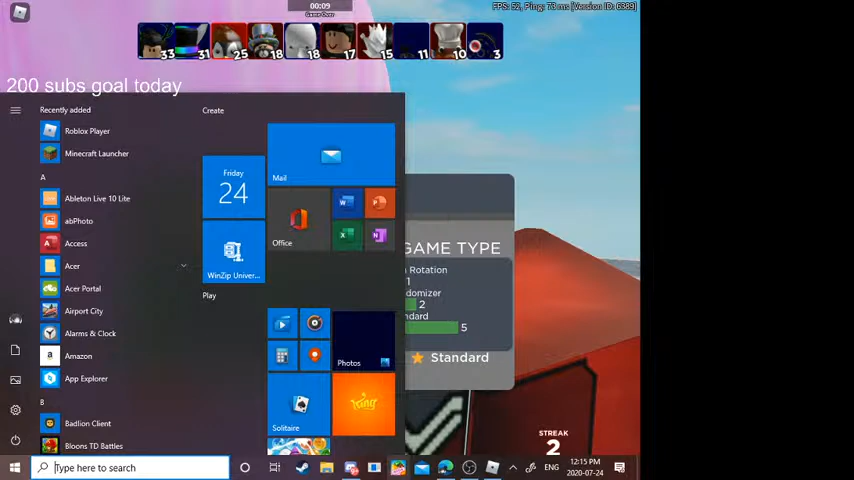 00:09
Game Over
FPS: 52, Ping: 73 ms [Version ID: 6389]
33
31
25
18
18
17
15
11
10
3
200 subs goal today
Recently added
Roblox Player
Minecraft Launcher
A
Ableton Live 10 Lite
abPhoto
Access
Acer
Acer Portal
Airport City
Alarms & Clock
Amazon
App Explorer
B
Badlion Client
Bloons TD Battles
Create
Friday
24
Mail
Office
WinZip Univer...
Play
Photos
Solitaire
King
GAME TYPE
Rotation
1
domizer
2
dard
5
Standard
STREAK
2
Type here to search
ENG
12:15 PM
2020-07-24